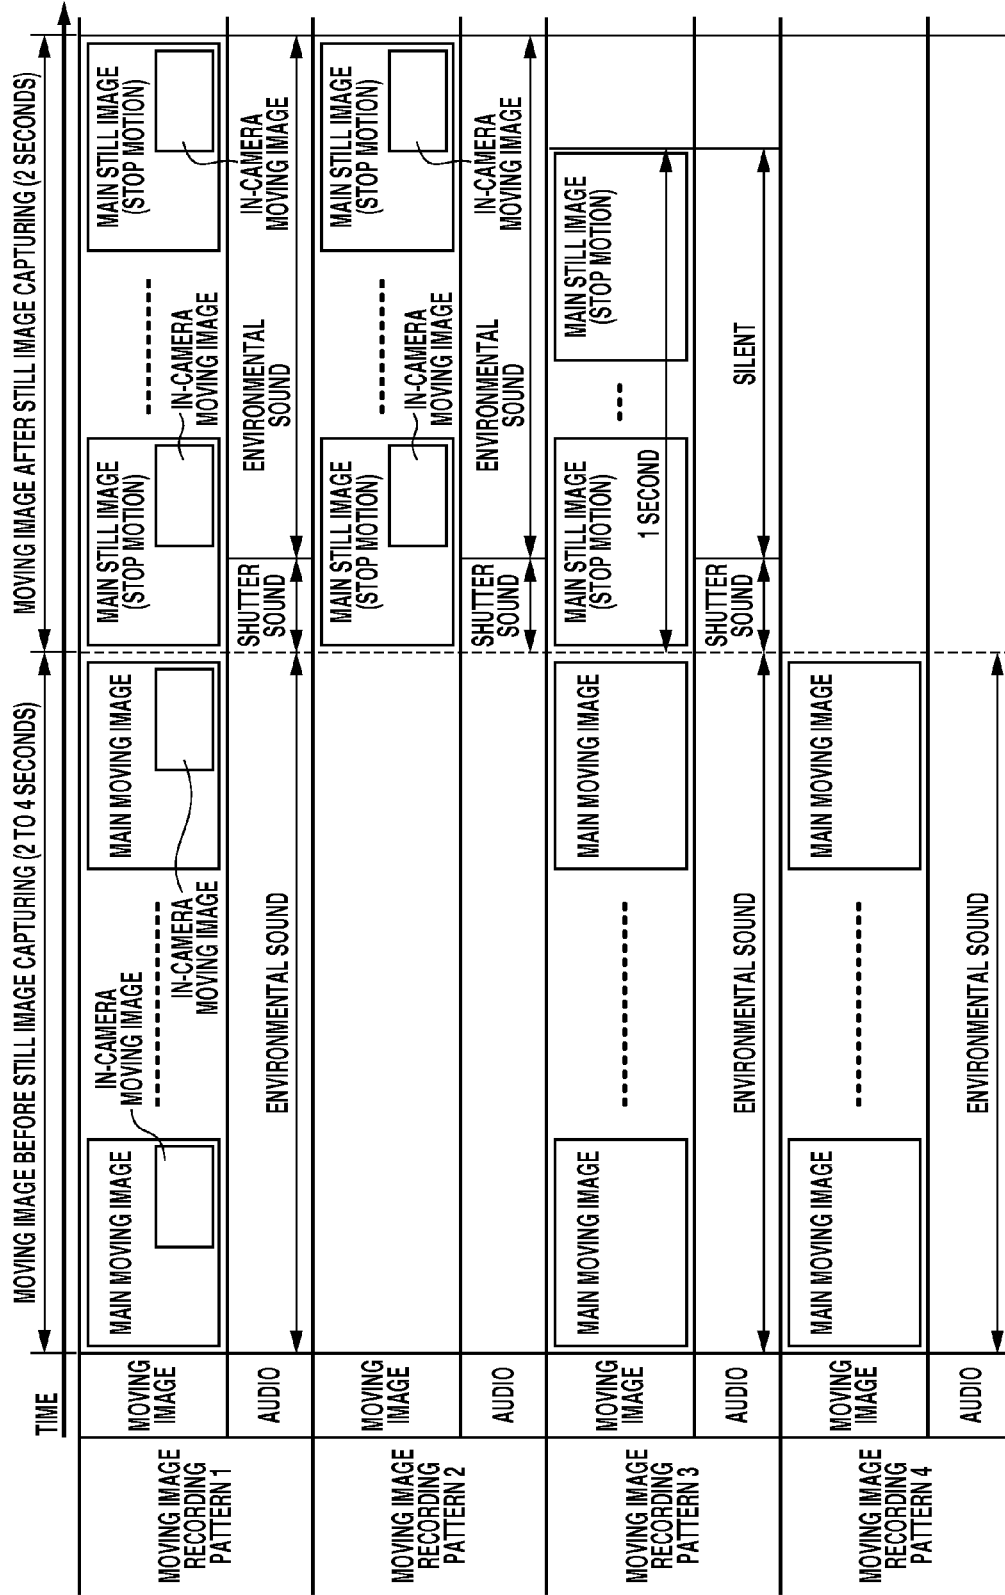 TIME
MOVING IMAGE BEFORE STILL IMAGE CAPTURING (2 TO 4 SECONDS)
MOVING IMAGE AFTER STILL IMAGE CAPTURING (2 SECONDS)
MOVING IMAGE
RECORDING
PATTERN 1
MOVING
IMAGE
MAIN MOVING IMAGE
IN-CAMERA
MOVING IMAGE
IN-CAMERA
MOVING IMAGE
MAIN MOVING IMAGE
MAIN STILL IMAGE
(STOP MOTION)
IN-CAMERA
MOVING IMAGE
MAIN STILL IMAGE
(STOP MOTION)
IN-CAMERA
MOVING IMAGE
AUDIO
ENVIRONMENTAL SOUND
SHUTTER
SOUND
ENVIRONMENTAL
SOUND
MOVING IMAGE
RECORDING
PATTERN 2
MOVING
IMAGE
MAIN STILL IMAGE
(STOP MOTION)
IN-CAMERA
MOVING IMAGE
MAIN STILL IMAGE
(STOP MOTION)
IN-CAMERA
MOVING IMAGE
AUDIO
SHUTTER
SOUND
ENVIRONMENTAL
SOUND
MOVING IMAGE
RECORDING
PATTERN 3
MOVING
IMAGE
MAIN MOVING IMAGE
MAIN MOVING IMAGE
MAIN STILL IMAGE
(STOP MOTION)
MAIN STILL IMAGE
(STOP MOTION)
1 SECOND
AUDIO
ENVIRONMENTAL SOUND
SHUTTER
SOUND
SILENT
MOVING IMAGE
RECORDING
PATTERN 4
MOVING
IMAGE
MAIN MOVING IMAGE
MAIN MOVING IMAGE
AUDIO
ENVIRONMENTAL SOUND